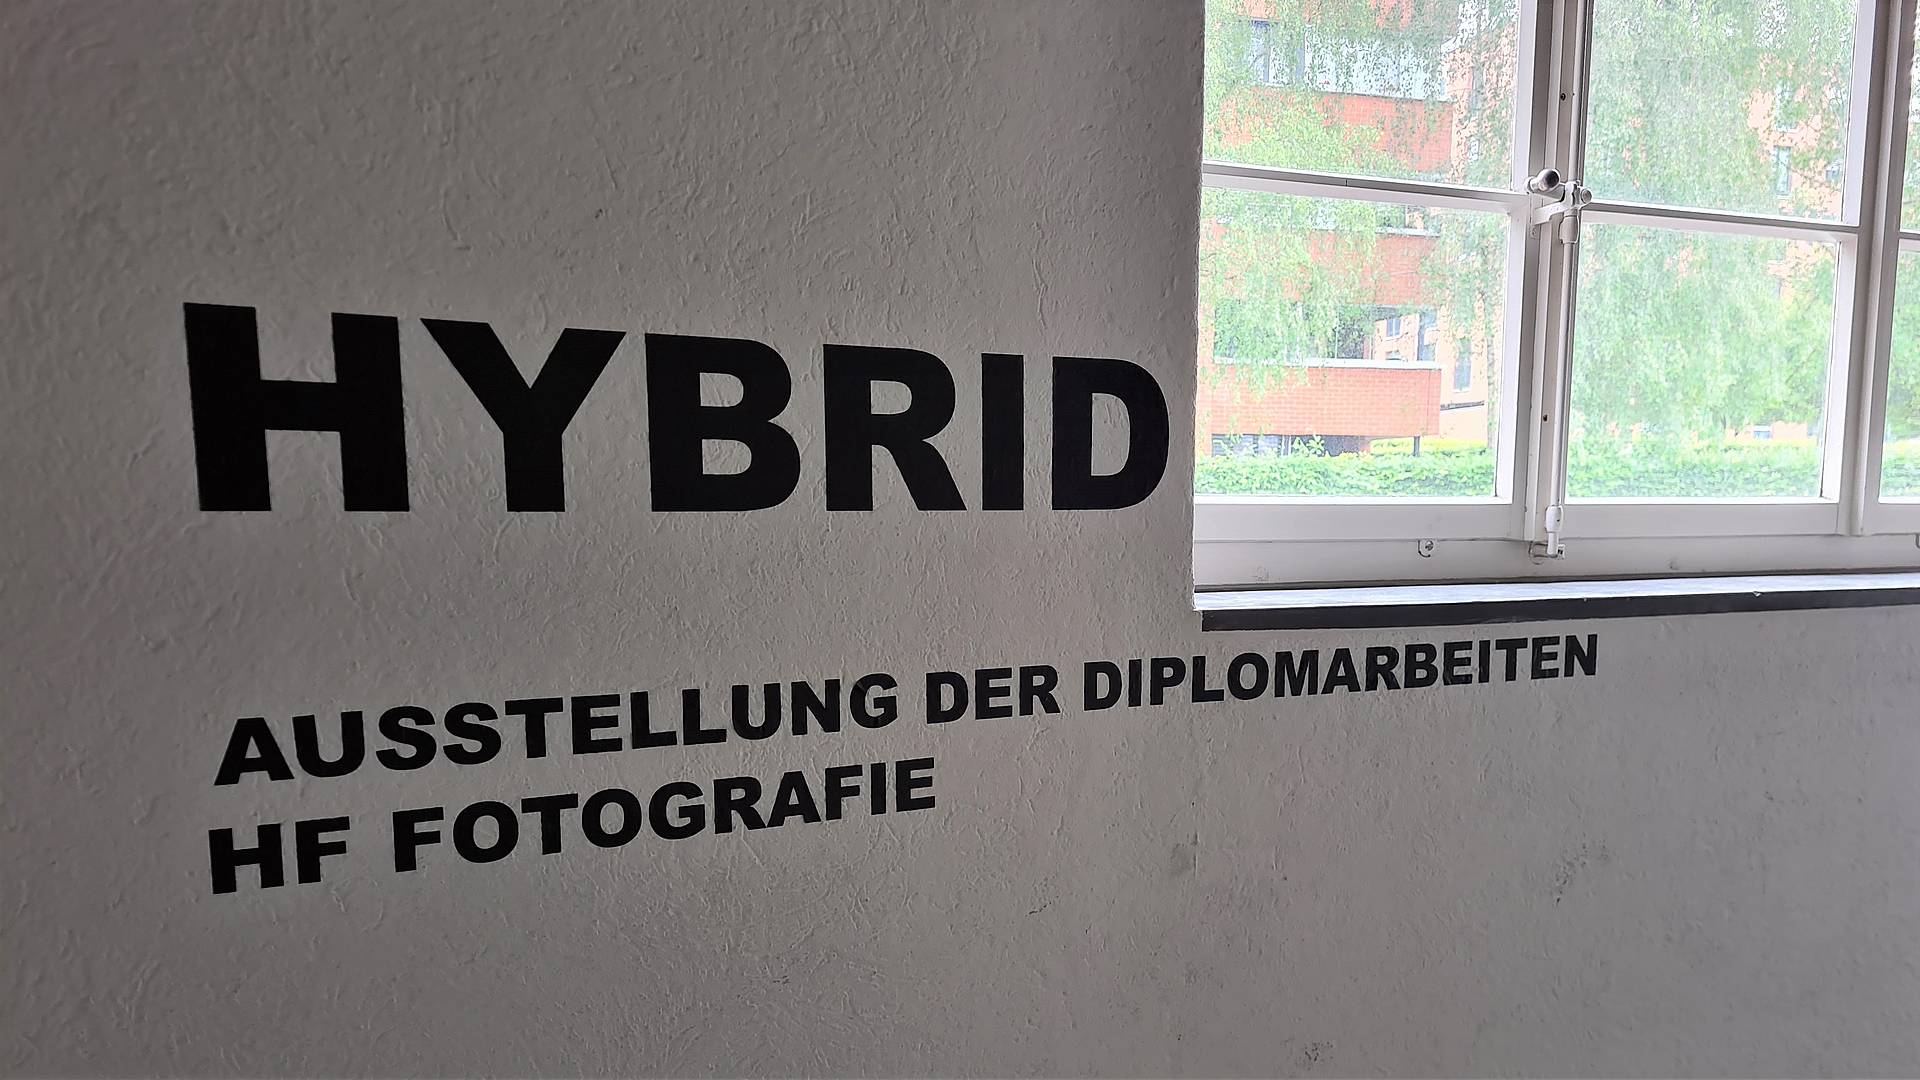 HYBRID
AUSSTELLUNG DER DIPLOMARBEITEN
HF FOTOGRAFIE